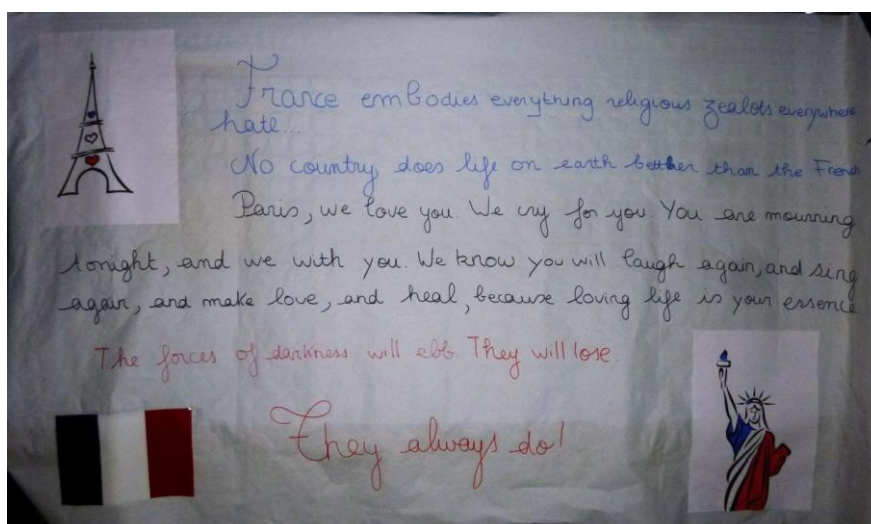 France embodies everything religious zealots everywhere
hate...
No country does life on earth better than the French
Paris, we love you. We cry for you. You are mourning
tonight, and we with you. We know you will laugh again, and sing
again, and make love, and heal, because loving life is your essence.
The forces of darkness will ebb. They will lose.
They always do!